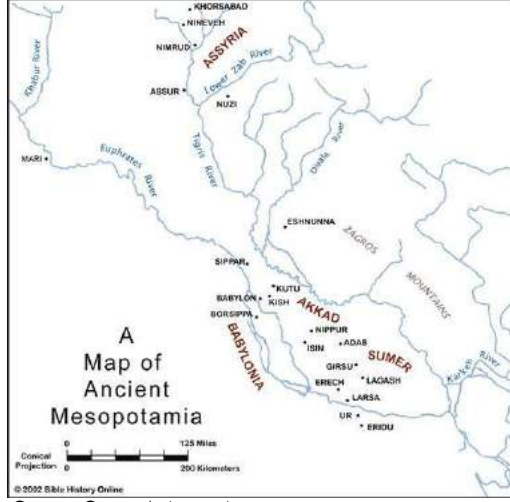 KHORSABAD
NINEVEH
NIMRUD
ASSYRIA
Khabur River
Lower Zab River
ASSUR
NUZI
Tigris River
Diyala River
MARI
Euphrates River
ESHNUNNA
ZAGROS
MOUNTAINS
SIPPAR
KUTU
BABYLON
KISH
AKKAD
BORSIPPA
NIPPUR
BABYLONIA
ISIN
ADAB
SUMER
GIRSU
Karkeh River
ERECH
LAGASH
LARSA
UR
ERIDU
A
Map of
Ancient
Mesopotamia
Conical
Projection
0 125 Miles
0 200 Kilometers
© 2002 Bible History Online